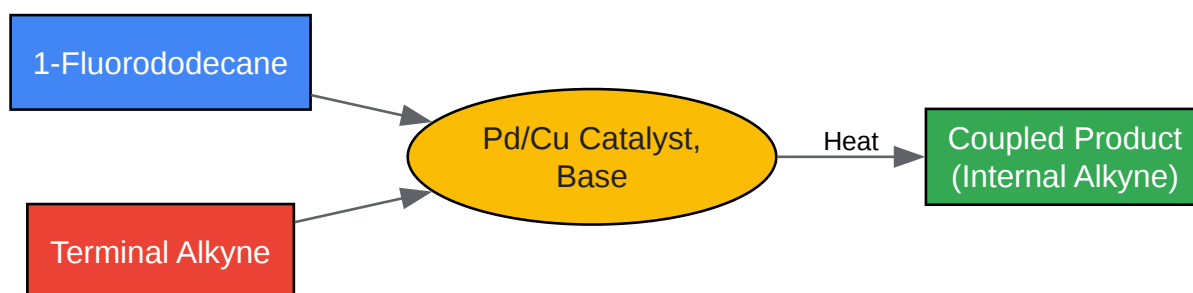 1-Fluorododecane
Terminal Alkyne
Pd/Cu Catalyst,
Base
Heat
Coupled Product
(Internal Alkyne)